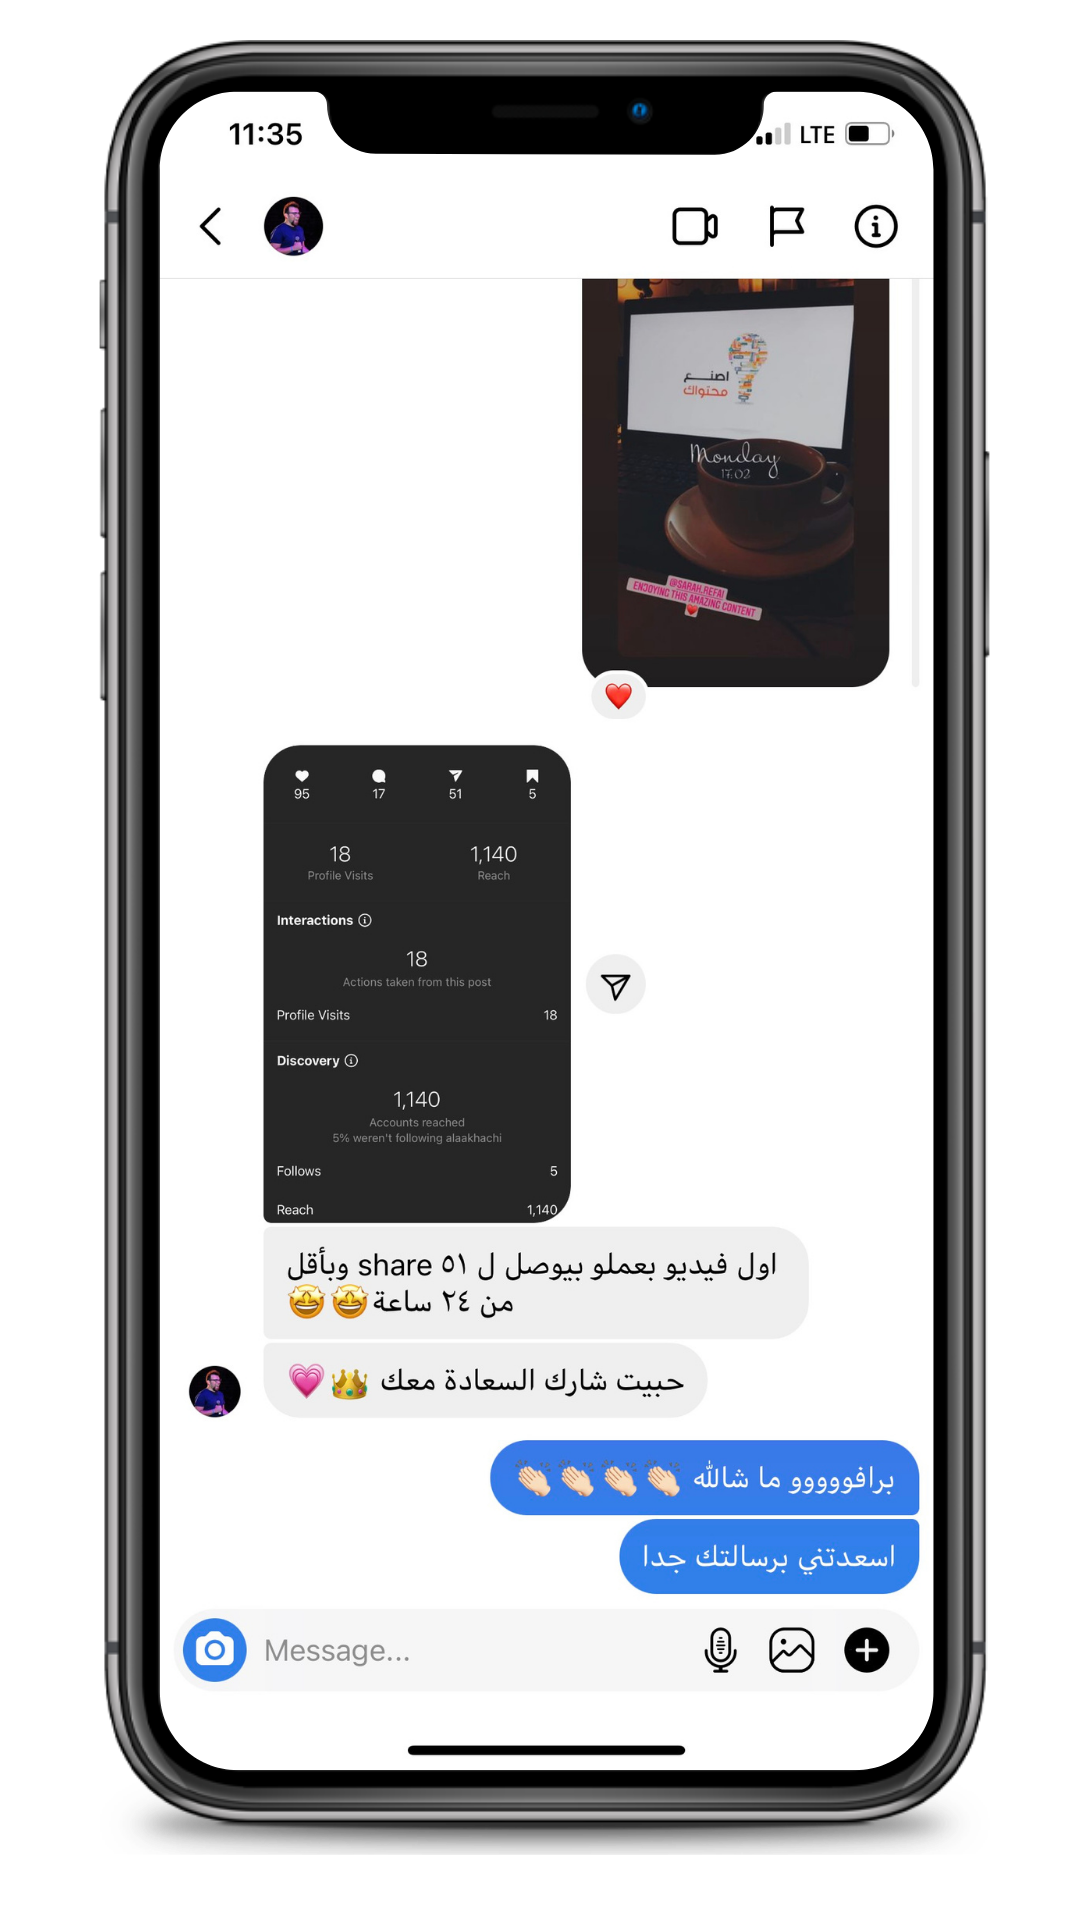 11:35
LTE
اصنع
محتواك
Monday
17:02
@SARAH.REFAI
ENJOYING THIS AMAZING CONTENT
95 17 51 5
18 1,140
Profile Visits Reach
Interactions
18
Actions taken from this post
Profile Visits 18
Discovery
1,140
Accounts reached
5% weren't following alaakhachi
Follows 5
Reach 1,140
اول فيديو بعملو بيوصل ل ٥١ share وبأقل
من ٢٤ ساعة🤩🤩
حبيت شارك السعادة معك 👑💗
برافووووو ما شالله 👏🏻👏🏻👏🏻👏🏻
اسعدتني برسالتك جدا
Message...